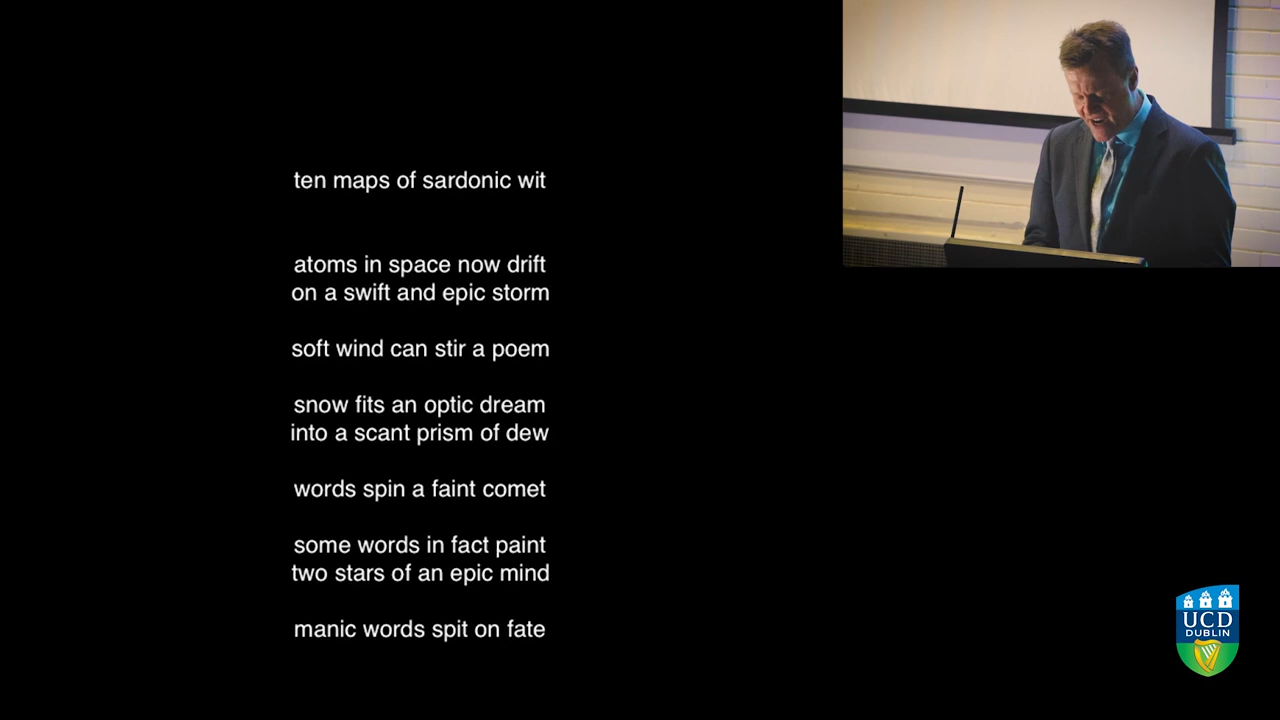 ten maps of sardonic wit
atoms in space now drift
on a swift and epic storm
soft wind can stir a poem
snow fits an optic dream
into a scant prism of dew
words spin a faint comet
some words in fact paint
two stars of an epic mind
manic words spit on fate
UCD
DUBLIN